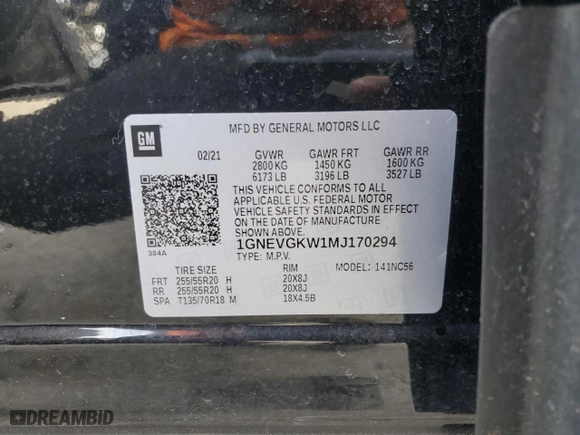 GM
MFD BY GENERAL MOTORS LLC
02/21 GVWR GAWR FRT GAWR RR
2800 KG 1450 KG 1600 KG
6173 LB 3196 LB 3527 LB
THIS VEHICLE CONFORMS TO ALL
APPLICABLE U.S. FEDERAL MOTOR
VEHICLE SAFETY STANDARDS IN EFFECT
ON THE DATE OF MANUFACTURE
SHOWN ABOVE.
1GNEVGKW1MJ170294
384A TYPE: M.P.V.
TIRE SIZE RIM MODEL: 141NC56
FRT 255/55R20 H 20X8J
RR 255/55R20 H 20X8J
SPA T135/70R18 M 18X4.5B
DREAMBID